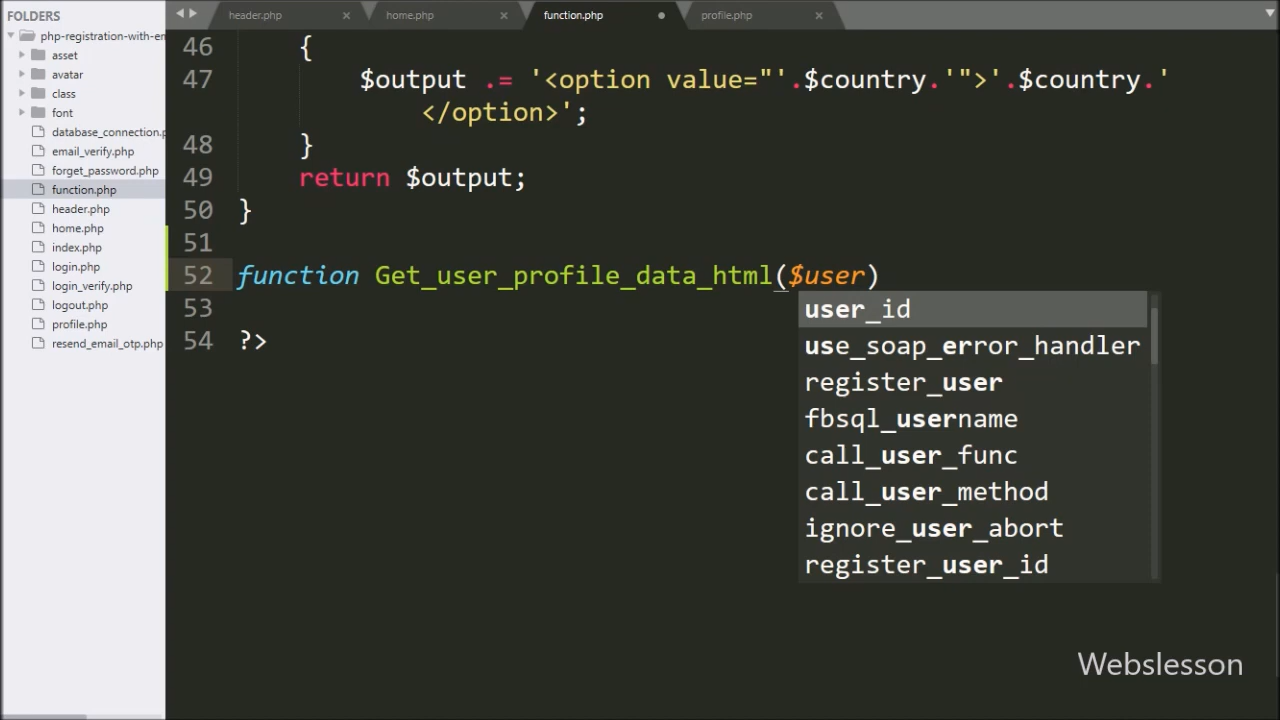 FOLDERS
php-registration-with-em
asset
avatar
class
font
database_connection.p
email_verify.php
forget_password.php
function.php
header.php
home.php
index.php
login.php
login_verify.php
logout.php
profile.php
resend_email_otp.php
header.php × home.php × function.php profile.php ×
46 {
47 $output .= '<option value="'.$country.'">'.$country.'
</option>';
48 }
49 return $output;
50 }
51
52 function Get_user_profile_data_html($user)
53
54 ?>
user_id
use_soap_error_handler
register_user
fbsql_username
call_user_func
call_user_method
ignore_user_abort
register_user_id
Webslesson